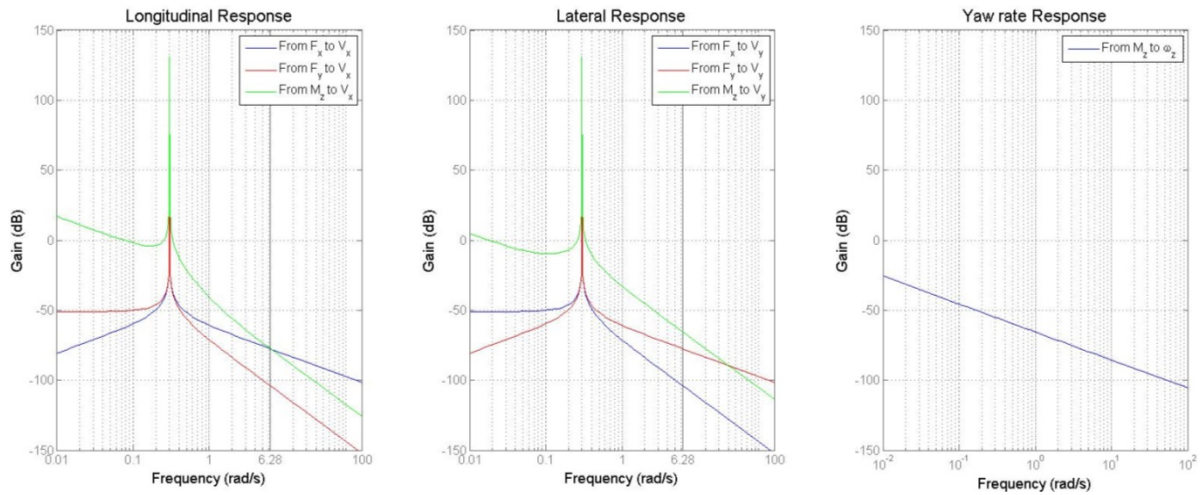 Longitudinal Response
From F_x to V_x
From F_y to V_x
From M_z to V_x
150
100
50
0
-50
-100
-150
Gain (dB)
0.01
0.1
1
6.28
100
Frequency (rad/s)
Lateral Response
From F_x to V_y
From F_y to V_y
From M_z to V_y
150
100
50
0
-50
-100
-150
Gain (dB)
0.01
0.1
1
6.28
100
Frequency (rad/s)
Yaw rate Response
From M_z to ω_z
150
100
50
0
-50
-100
-150
Gain (dB)
10^-2
10^-1
10^0
10^1
10^2
Frequency (rad/s)